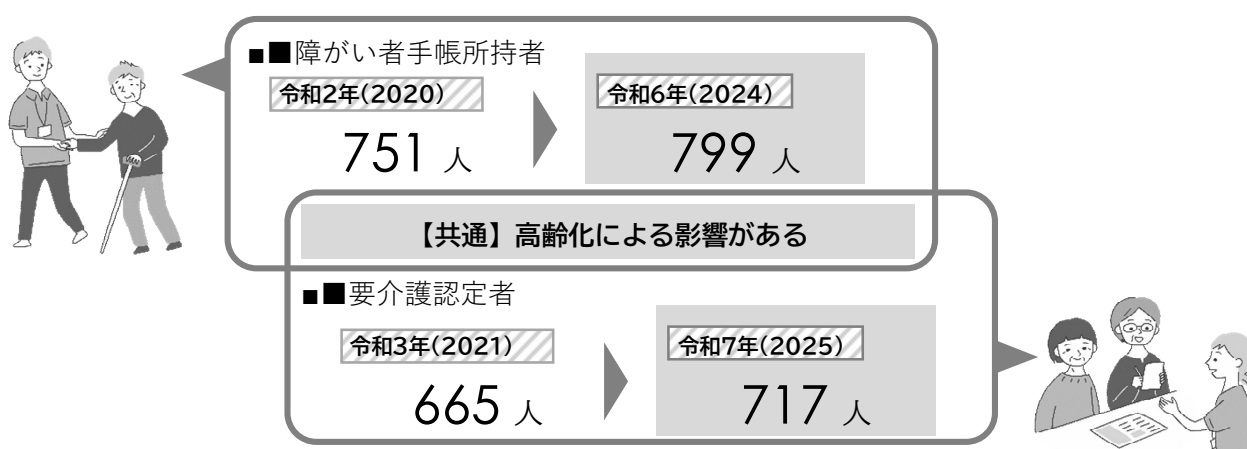 ■■障がい者手帳所持者
令和2年(2020)
令和6年(2024)
751 人
799 人
【共通】高齢化による影響がある
■■要介護認定者
令和3年(2021)
令和7年(2025)
665 人
717 人